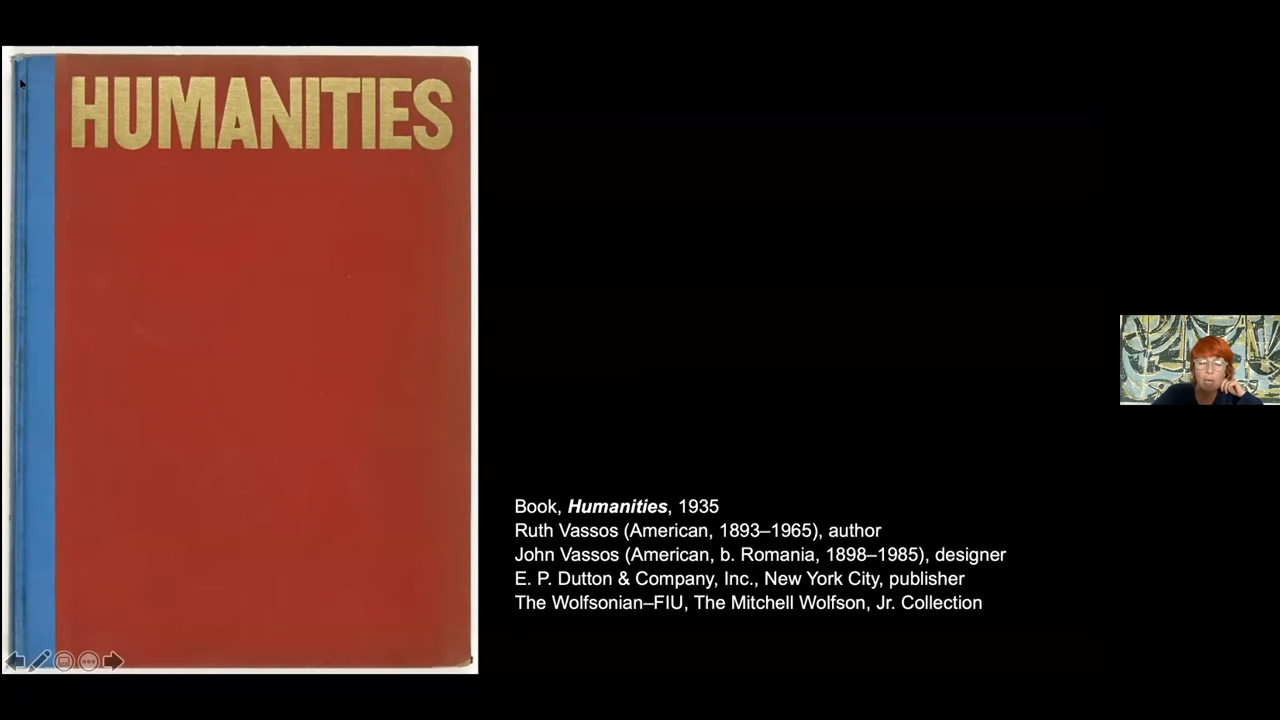 HUMANITIES
Book, Humanities, 1935
Ruth Vassos (American, 1893–1965), author
John Vassos (American, b. Romania, 1898–1985), designer
E. P. Dutton & Company, Inc., New York City, publisher
The Wolfsonian–FIU, The Mitchell Wolfson, Jr. Collection